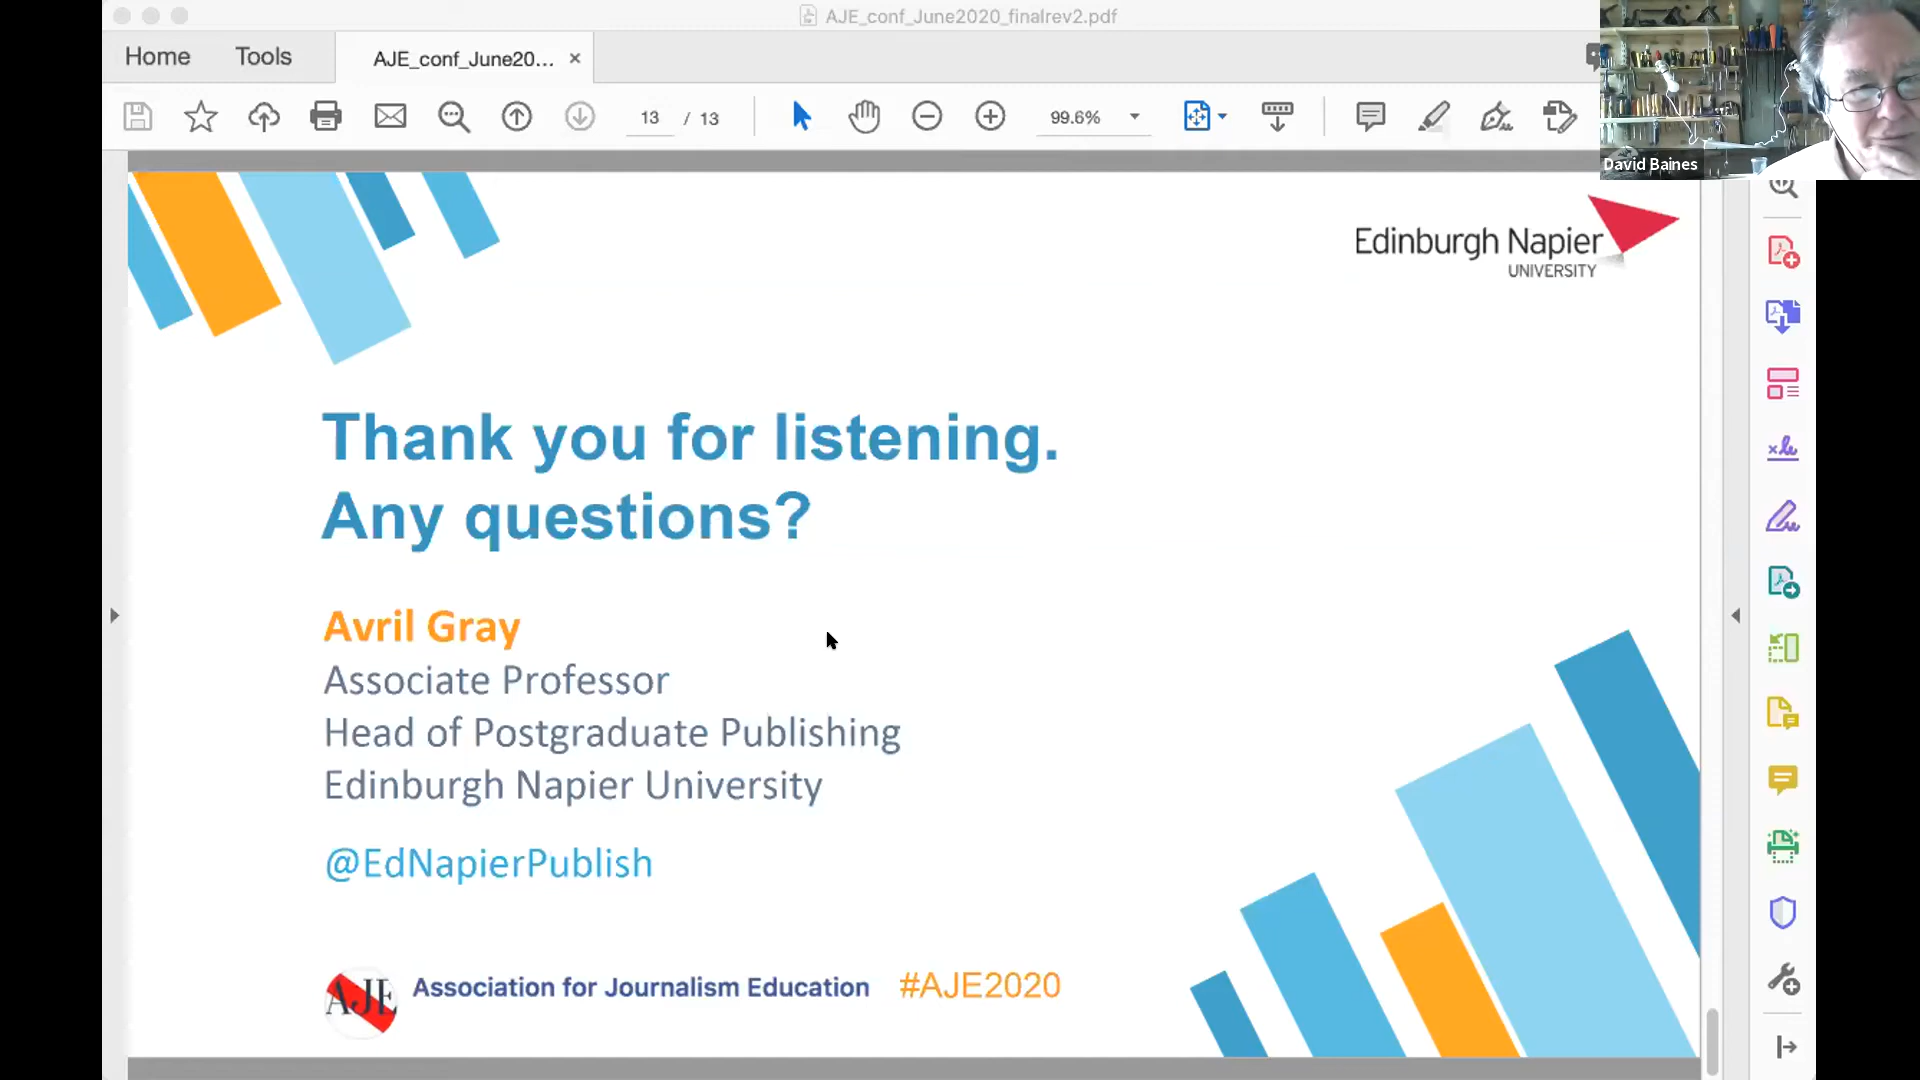 AJE_conf_June2020_finalrev2.pdf
Home
Tools
AJE_conf_June20...
13 / 13
99.6%
David Baines
Edinburgh Napier
UNIVERSITY
Thank you for listening.
Any questions?
Avril Gray
Associate Professor
Head of Postgraduate Publishing
Edinburgh Napier University
@EdNapierPublish
AJE
Association for Journalism Education
#AJE2020